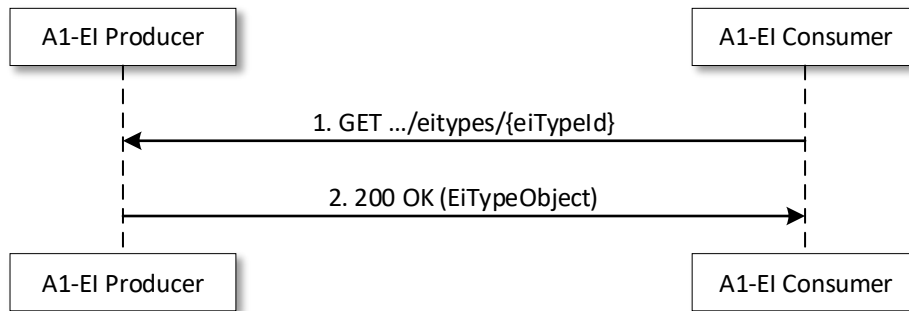 A1-EI Producer
A1-EI Consumer
1. GET …/eitypes/{eiTypeId}
2. 200 OK (EiTypeObject)
A1-EI Producer
A1-EI Consumer